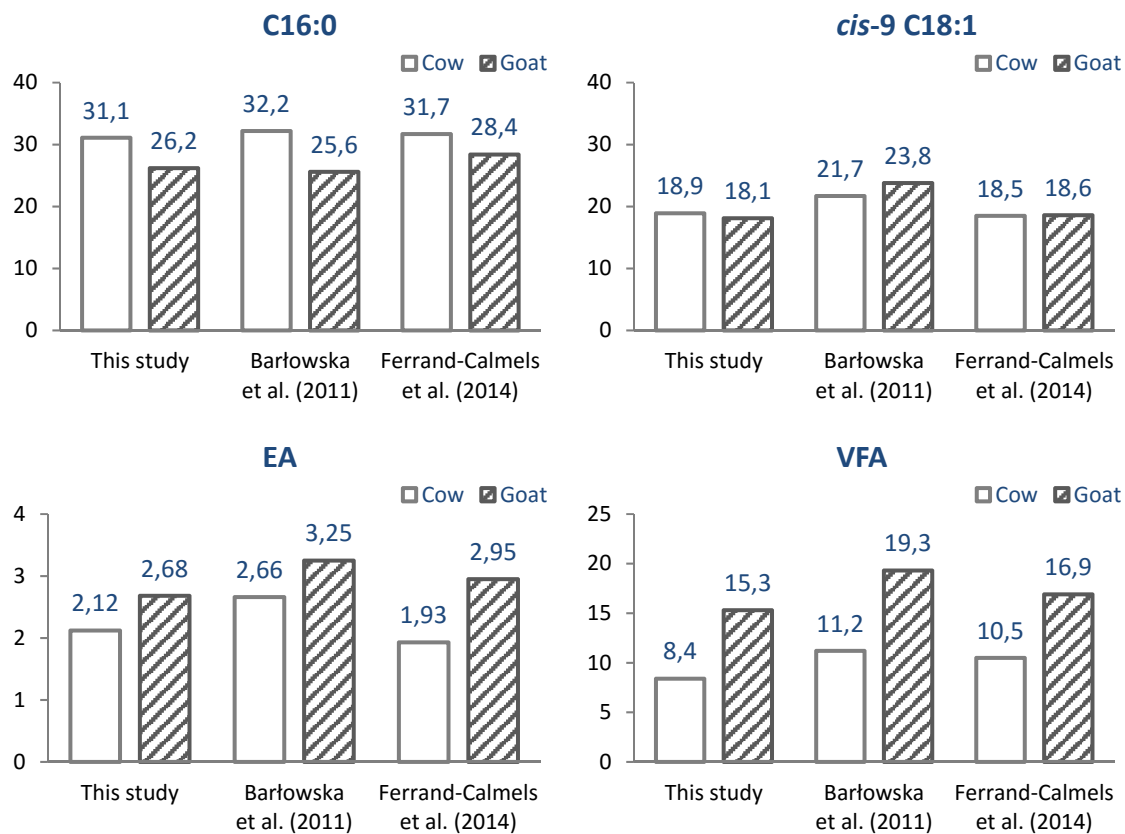 C16:0
Cow Goat
40
30
20
10
0
31,1
26,2
32,2
25,6
31,7
28,4
This study
Barłowska
et al. (2011)
Ferrand-Calmels
et al. (2014)
cis-9 C18:1
Cow Goat
40
30
20
10
0
18,9
18,1
21,7
23,8
18,5
18,6
This study
Barłowska
et al. (2011)
Ferrand-Calmels
et al. (2014)
EA
Cow Goat
4
3
2
1
0
2,12
2,68
2,66
3,25
1,93
2,95
This study
Barłowska
et al. (2011)
Ferrand-Calmels
et al. (2014)
VFA
Cow Goat
25
20
15
10
5
0
8,4
15,3
11,2
19,3
10,5
16,9
This study
Barłowska
et al. (2011)
Ferrand-Calmels
et al. (2014)